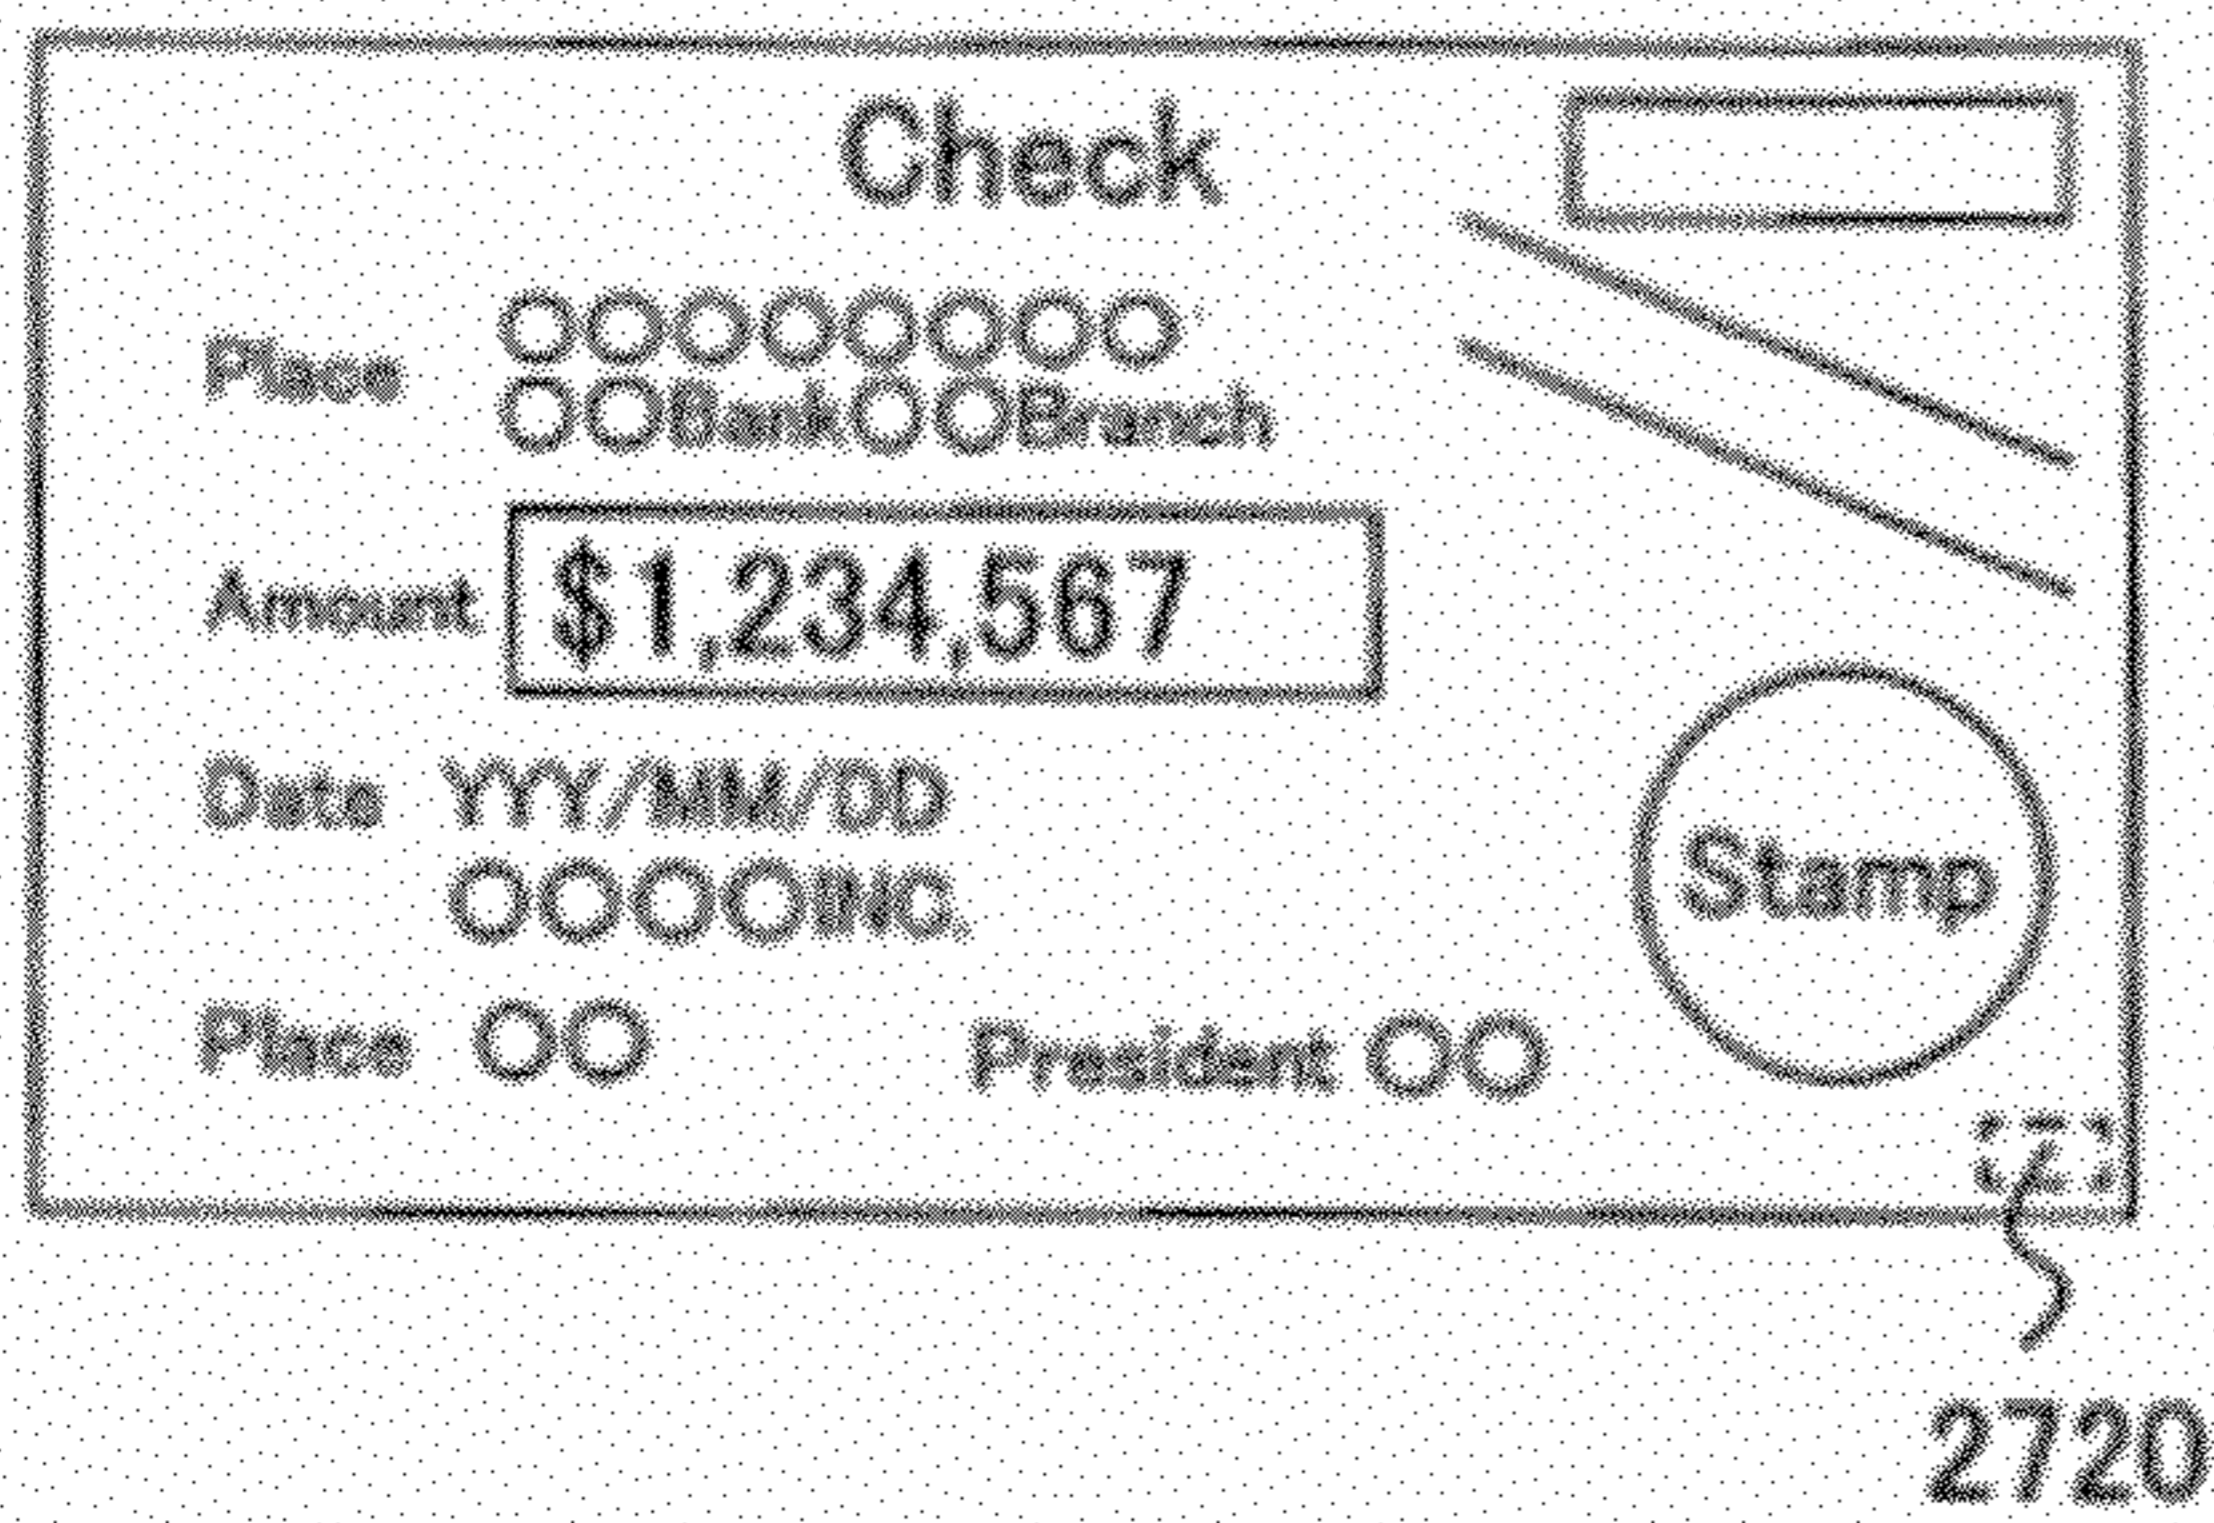 Check
Place
○○○○○○○○
○○Bank○○Branch
Amount $1,234,567
Date YYY/MM/DD
○○○○INC.
Place ○○
President ○○
Stamp
2720